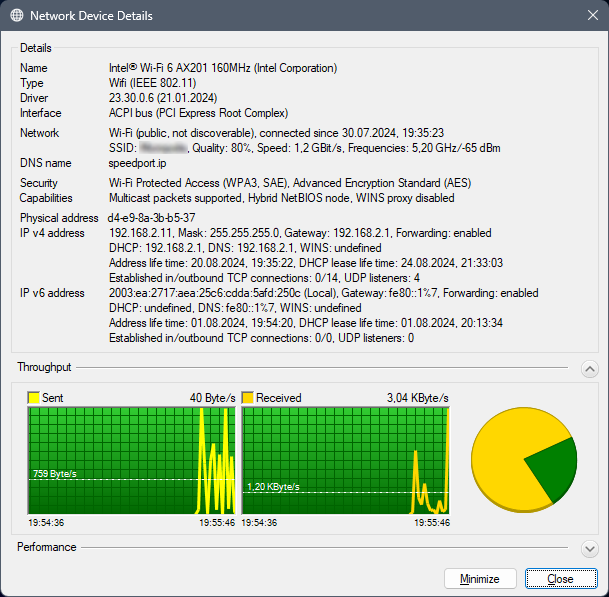 Network Device Details
Details
Name Intel® Wi-Fi 6 AX201 160MHz (Intel Corporation)
Type Wifi (IEEE 802.11)
Driver 23.30.0.6 (21.01.2024)
Interface ACPI bus (PCI Express Root Complex)
Network Wi-Fi (public, not discoverable), connected since 30.07.2024, 19:35:23
SSID: , Quality: 80%, Speed: 1,2 GBit/s, Frequencies: 5,20 GHz/-65 dBm
DNS name speedport.ip
Security Wi-Fi Protected Access (WPA3, SAE), Advanced Encryption Standard (AES)
Capabilities Multicast packets supported, Hybrid NetBIOS node, WINS proxy disabled
Physical address d4-e9-8a-3b-b5-37
IP v4 address 192.168.2.11, Mask: 255.255.255.0, Gateway: 192.168.2.1, Forwarding: enabled
DHCP: 192.168.2.1, DNS: 192.168.2.1, WINS: undefined
Address life time: 20.08.2024, 19:35:22, DHCP lease life time: 24.08.2024, 21:33:03
Established in/outbound TCP connections: 0/14, UDP listeners: 4
IP v6 address 2003:ea:2717:aea:25c6:cdda:5afd:250c (Local), Gateway: fe80::1%7, Forwarding: enabled
DHCP: undefined, DNS: fe80::1%7, WINS: undefined
Address life time: 01.08.2024, 19:54:20, DHCP lease life time: 01.08.2024, 20:13:34
Established in/outbound TCP connections: 0/0, UDP listeners: 0
Throughput
Sent 40 Byte/s Received 3,04 KByte/s
759 Byte/s
1,20 KByte/s
19:54:36 19:55:46 19:54:36 19:55:46
Performance
Minimize Close